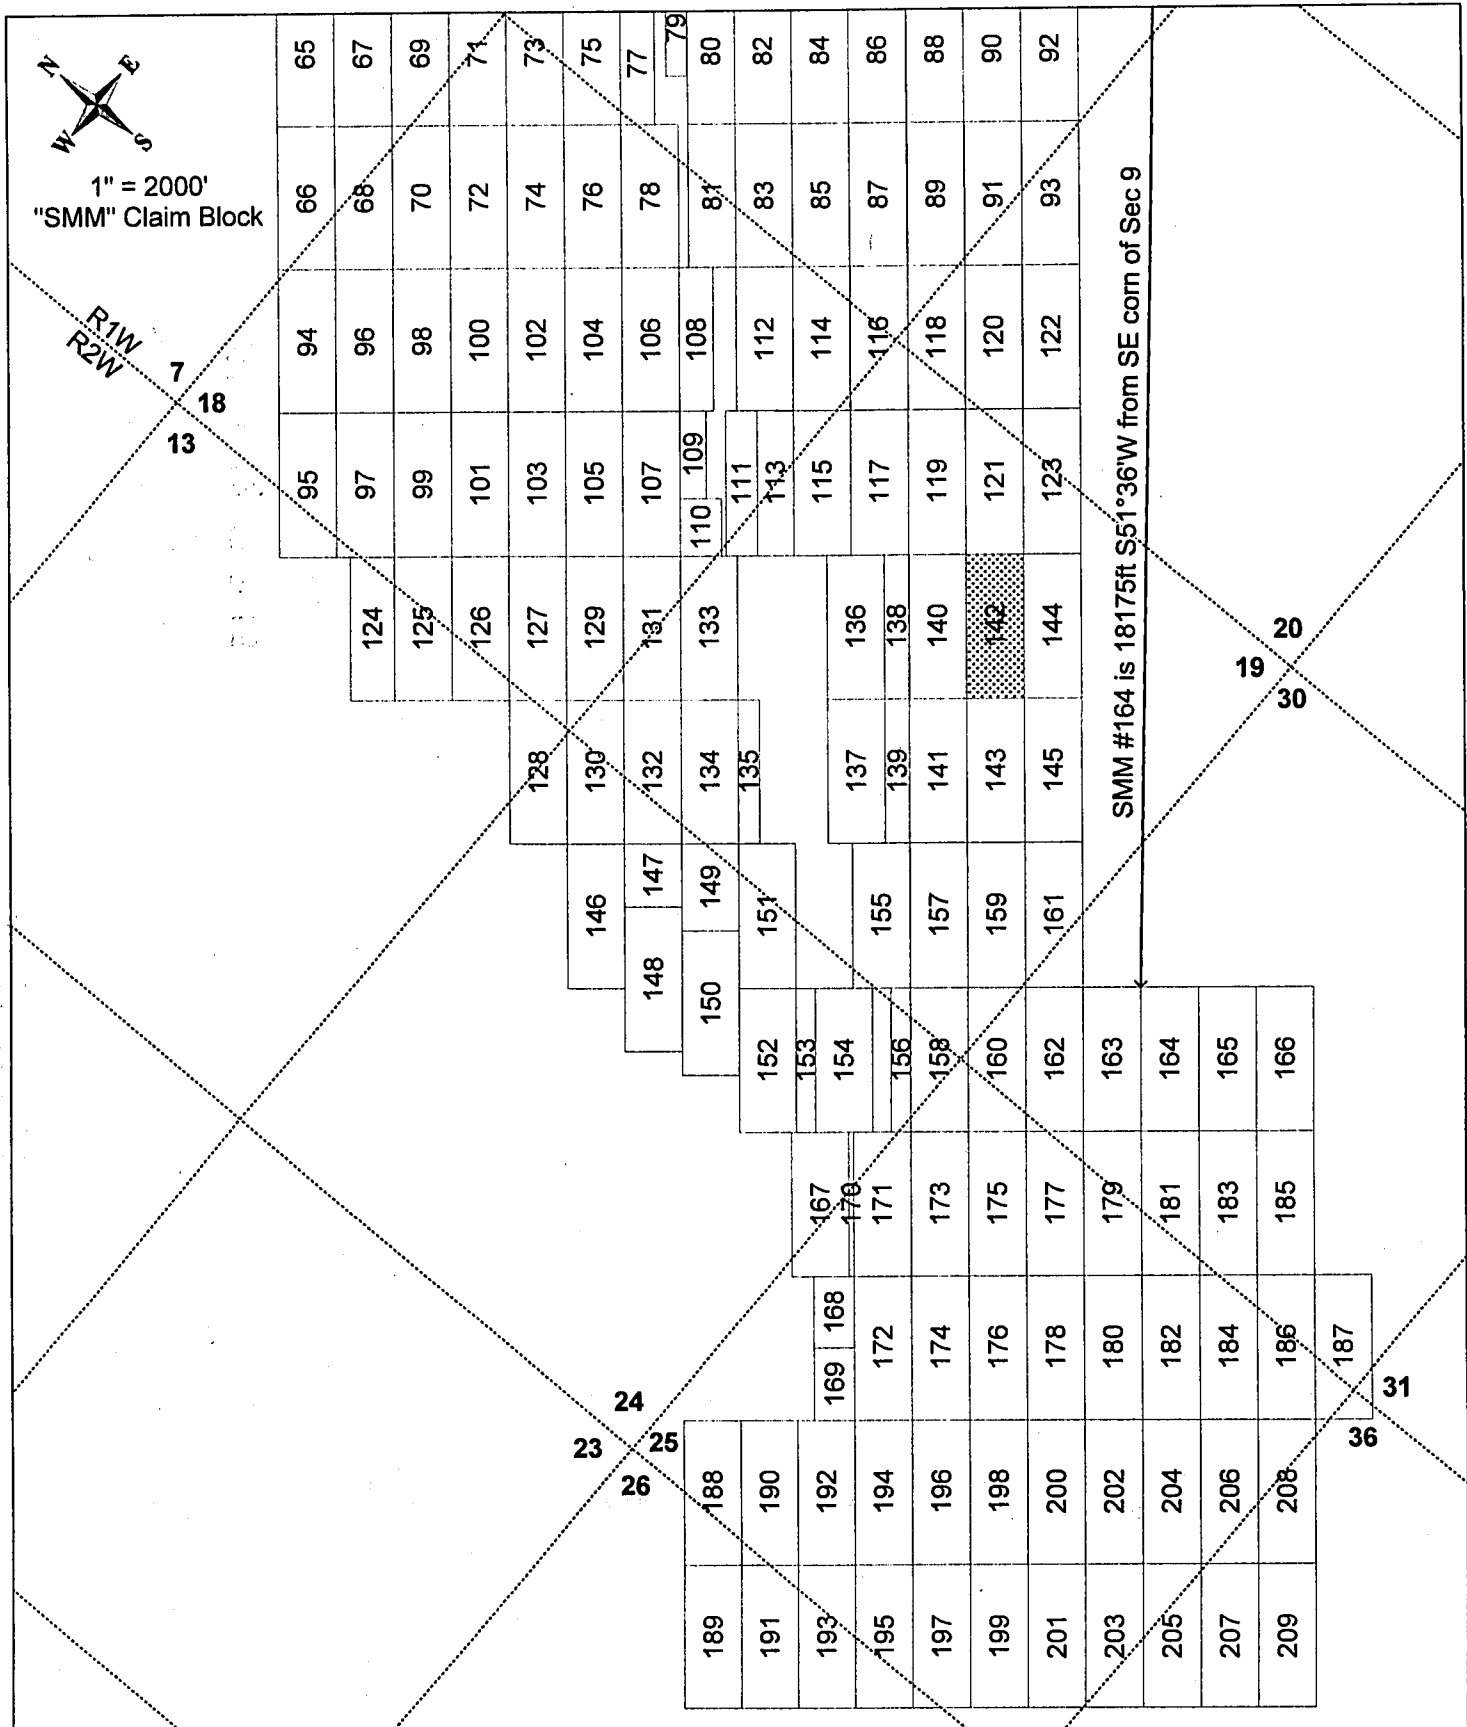 N
E
W
S
1" = 2000'
"SMM" Claim Block
65 67 69 71 73 75 77 79 80 82 84 86 88 90 92
66 68 70 72 74 76 78 81 83 85 87 89 91 93
R1W
R2W
7
18
13
94 96 98 100 102 104 106 108 112 114 116 118 120 122
95 97 99 101 103 105 107 109 110 111 113 115 117 119 121 123
SMM #164 is 18175ft S51°36'W from SE corn of Sec 9
124 125 126 127 129 131 133 136 138 140 142 144
20
19
30
128 130 132 134 135 137 139 141 143 145
146 147 149 151 155 157 159 161
148 150 152 153 154 156 158 160 162 163 164 165 166
167 170 171 173 175 177 179 181 183 185
168 169 172 174 176 178 180 182 184 186 187
24
23
25
26
31
36
188 190 192 194 196 198 200 202 204 206 208
189 191 193 195 197 199 201 203 205 207 209